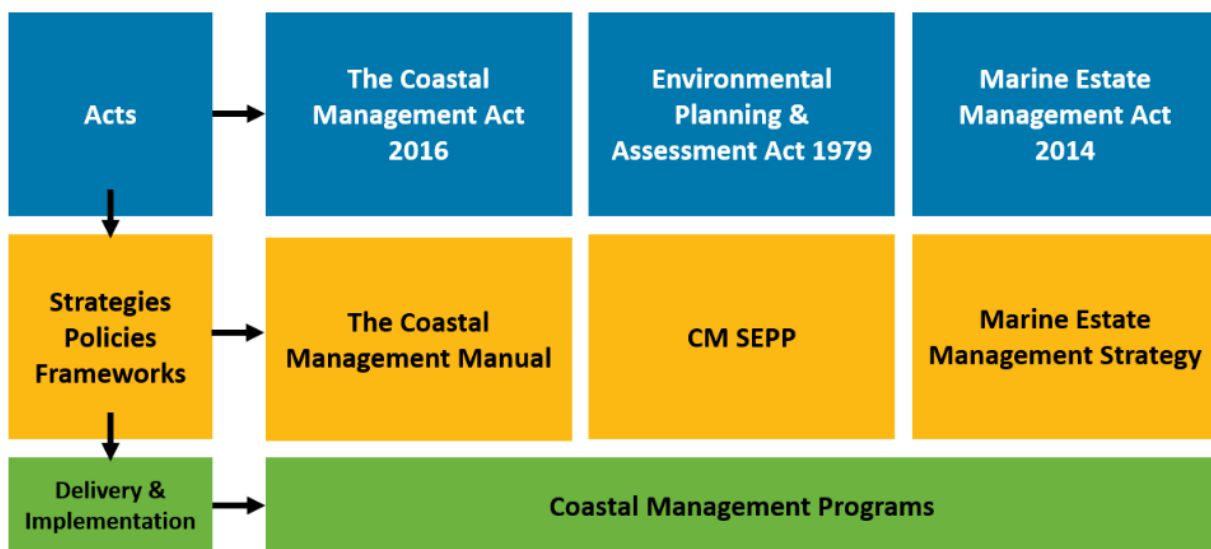 Acts
The Coastal
Management Act
2016
Environmental
Planning &
Assessment Act 1979
Marine Estate
Management Act
2014
Strategies
Policies
Frameworks
The Coastal
Management Manual
CM SEPP
Marine Estate
Management Strategy
Delivery &
Implementation
Coastal Management Programs